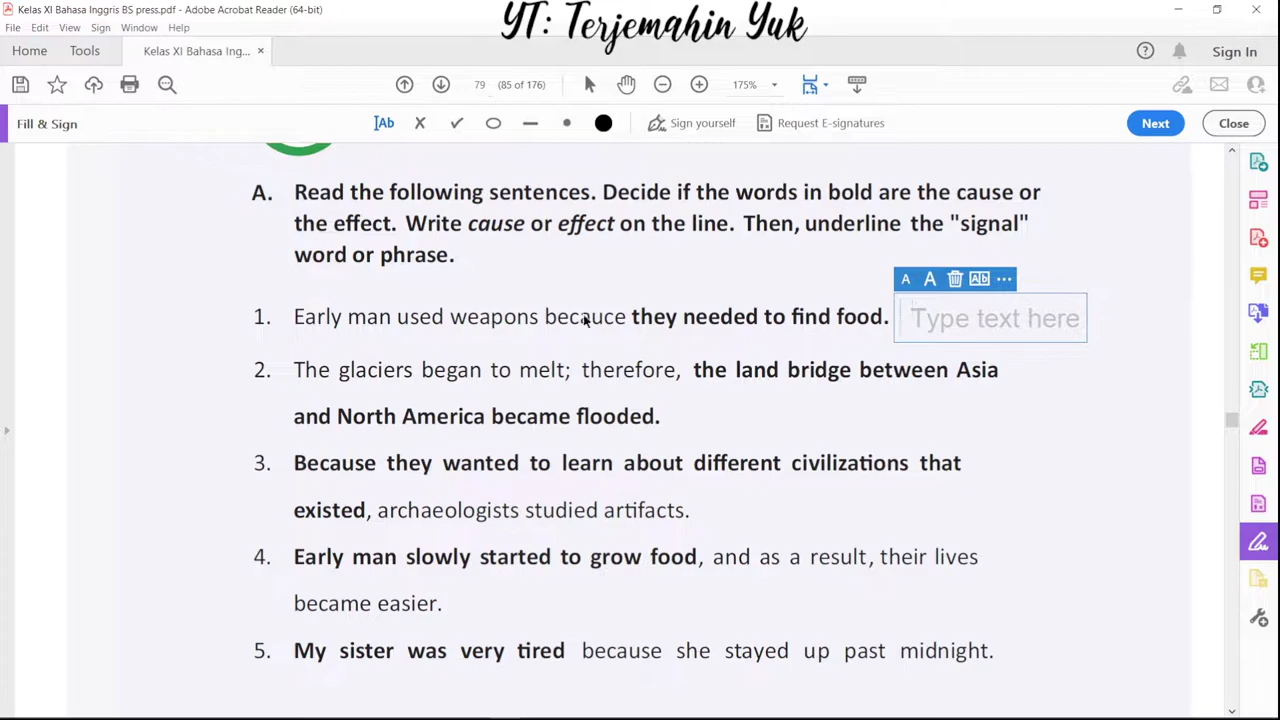 Kelas XI Bahasa Inggris BS press.pdf - Adobe Acrobat Reader (64-bit)
YT: Terjemahin Yuk
File Edit View Sign Window Help
Home Tools Kelas XI Bahasa Ing... × Sign In
79 (85 of 176) 175%
Fill & Sign Ab Sign yourself Request E-signatures Next Close
A. Read the following sentences. Decide if the words in bold are the cause or
the effect. Write cause or effect on the line. Then, underline the "signal"
word or phrase.
A A Ab ...
1. Early man used weapons becauce they needed to find food. Type text here
2. The glaciers began to melt; therefore, the land bridge between Asia
and North America became flooded.
3. Because they wanted to learn about different civilizations that
existed, archaeologists studied artifacts.
4. Early man slowly started to grow food, and as a result, their lives
became easier.
5. My sister was very tired because she stayed up past midnight.